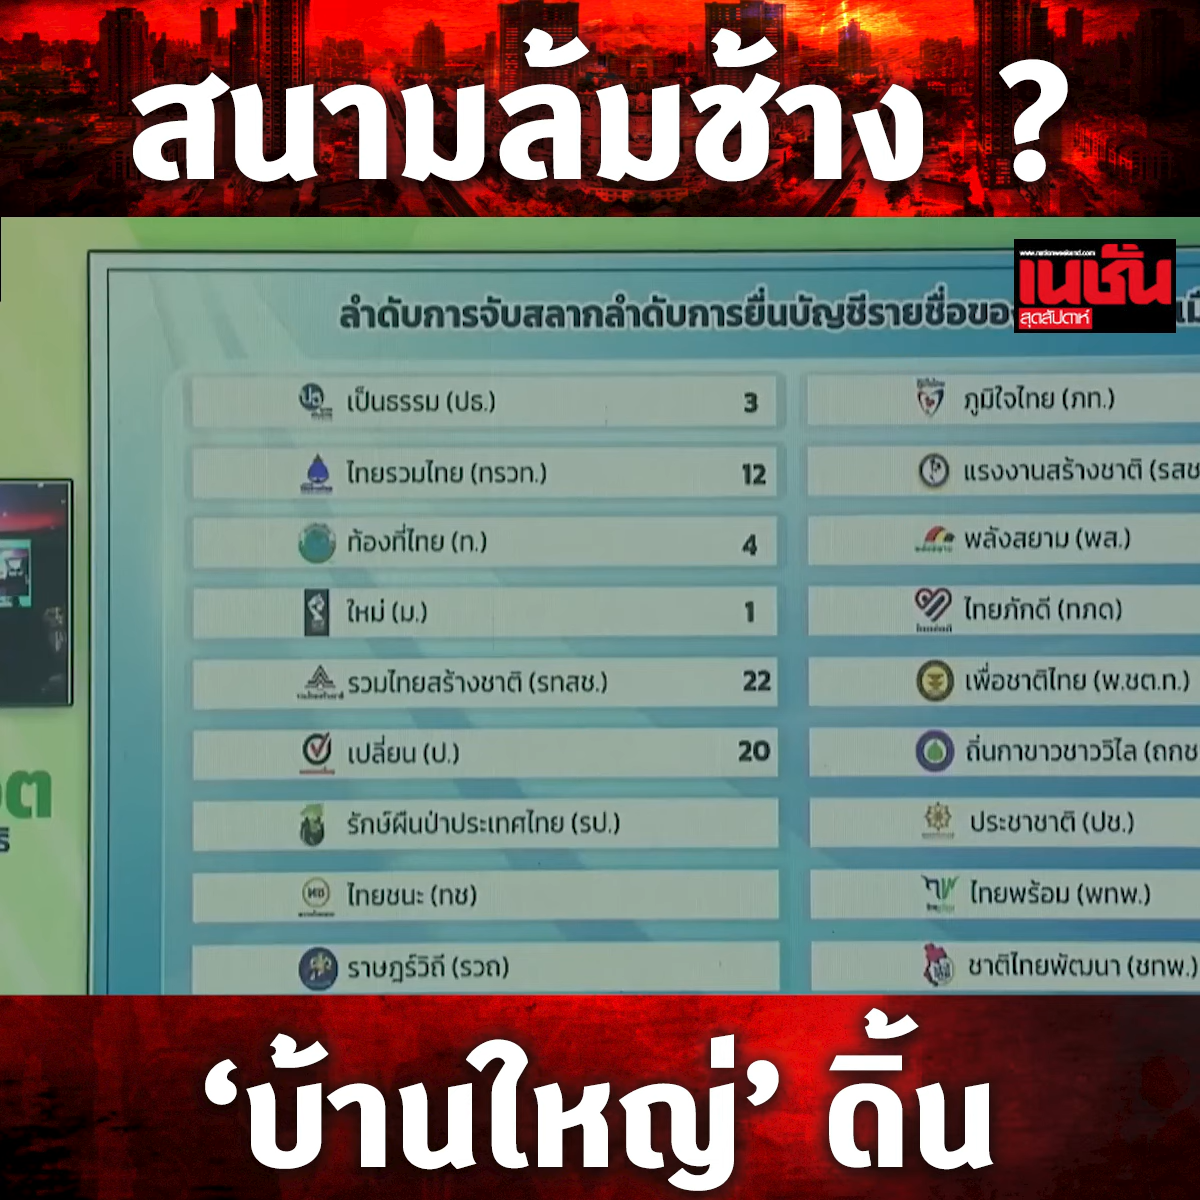 สนามล้มช้าง ?
www.nationweekend.com
เนชั่น
สุดสัปดาห์
ลำดับการจับสลากลำดับการยื่นบัญชีรายชื่อขอ
เป็นธรรม (ปธ.) 3
ภูมิใจไทย (ภท.)
ไทยรวมไทย (ทรวท.) 12
แรงงานสร้างชาติ (รสช
ท้องที่ไทย (ท.) 4
พลังสยาม (พส.)
ใหม่ (ม.) 1
ไทยภักดี (ทภด)
รวมไทยสร้างชาติ (รทสช.) 22
เพื่อชาติไทย (พ.ชต.ท.)
เปลี่ยน (ป.) 20
ถิ่นกาขาวชาววิไล (ถกช
รักษ์ผืนป่าประเทศไทย (รป.)
ประชาชาติ (ปช.)
ไทยชนะ (ทช)
ไทยพร้อม (พทพ.)
ราษฎร์วิถี (รวถ)
ชาติไทยพัฒนา (ชทพ.)
‘บ้านใหญ่’ ดิ้น